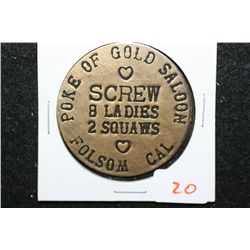 POKE OF GOLD SALOON
♡
SCREW
8 LADIES
2 SQUAWS
♡
FOLSOM CAL
20